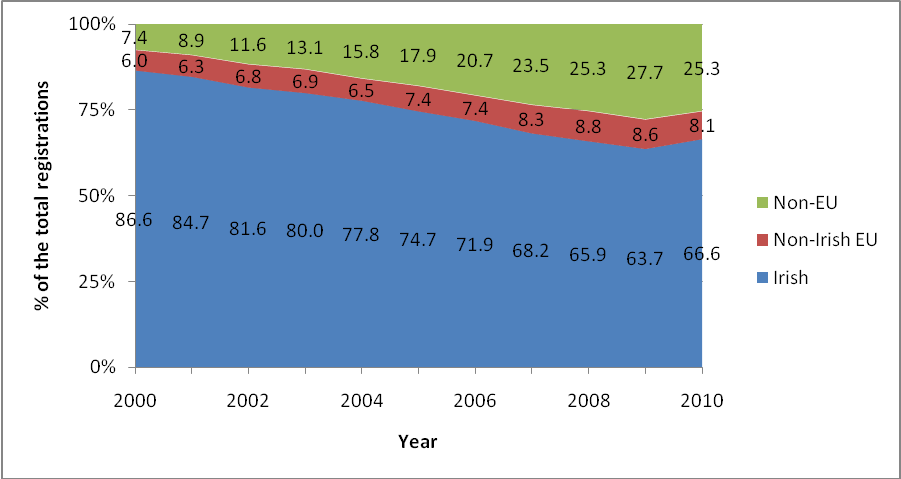 100%
75%
50%
25%
0%
% of the total registrations
7.4 8.9 11.6 13.1 15.8 17.9 20.7 23.5 25.3 27.7 25.3
6.0 6.3 6.8 6.9 6.5 7.4 7.4 8.3 8.8 8.6 8.1
86.6 84.7 81.6 80.0 77.8 74.7 71.9 68.2 65.9 63.7 66.6
2000 2002 2004 2006 2008 2010
Year
Non-EU
Non-Irish EU
Irish